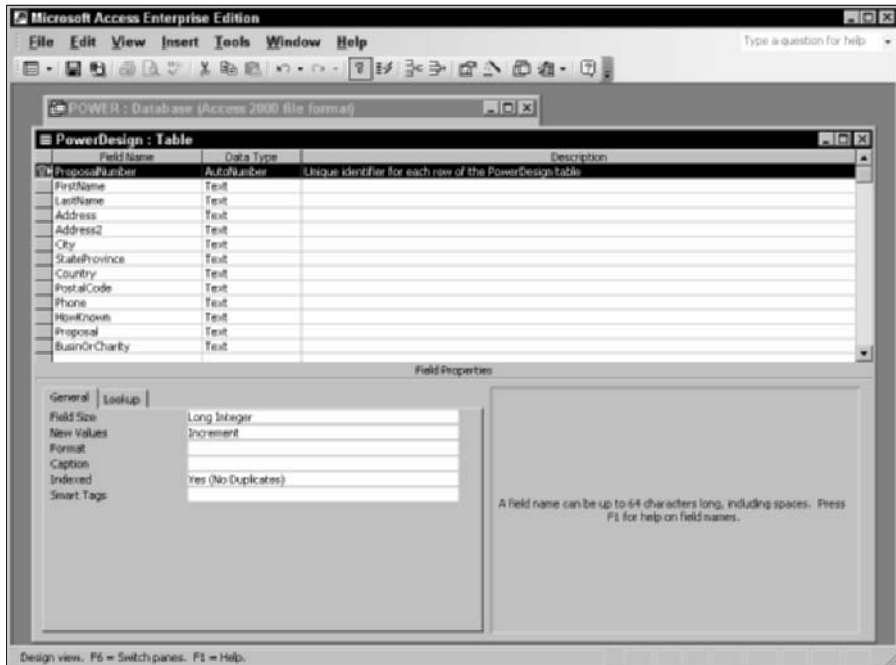 Microsoft Access Enterprise Edition
File Edit View Insert Tools Window Help Type a question for help
POWER : Database (Access 2000 file format)
PowerDesign : Table
Field Name Data Type Description
ProposalNumber AutoNumber Unique identifier for each row of the PowerDesign table
FirstName Text
LastName Text
Address Text
Address2 Text
City Text
StateProvince Text
Country Text
PostalCode Text
Phone Text
HowKnown Text
Proposal Text
BusinOrCharity Text
Field Properties
General Lookup
Field Size Long Integer
New Values Increment
Format
Caption
Indexed Yes (No Duplicates)
Smart Tags
A field name can be up to 64 characters long, including spaces. Press
F1 for help on field names.
Design view. F6 = Switch panes. F1 = Help.